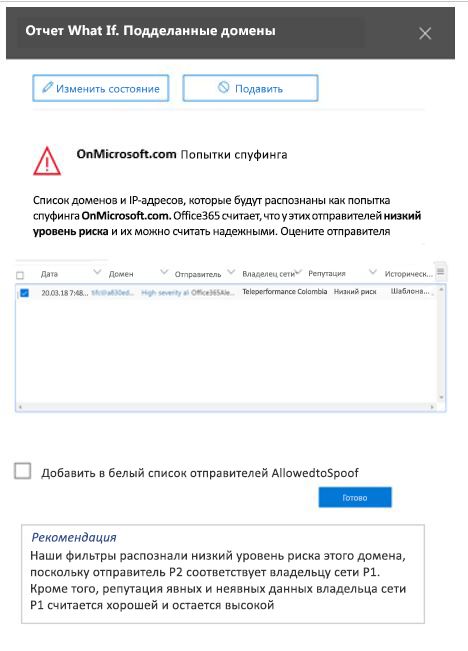 Отчет What If. Подделанные домены
Изменить состояние
Подавить
OnMicrosoft.com Попытки спуфинга
Список доменов и IP-адресов, которые будут распознаны как попытка
спуфинга OnMicrosoft.com. Office365 считает, что у этих отправителей низкий
уровень риска и их можно считать надежными. Оцените отправителя
Дата Домен Отправитель Владелец сети Репутация Историческ...
20.03.18 7:48... High severity al Office365Ale... Teleperformance Colombia Низкий риск Шаблона...
Добавить в белый список отправителей AllowedtoSpoof
Готово
Рекомендация
Наши фильтры распознали низкий уровень риска этого домена,
поскольку отправитель P2 соответствует владельцу сети P1.
Кроме того, репутация явных и неявных данных владельца сети
P1 считается хорошей и остается высокой